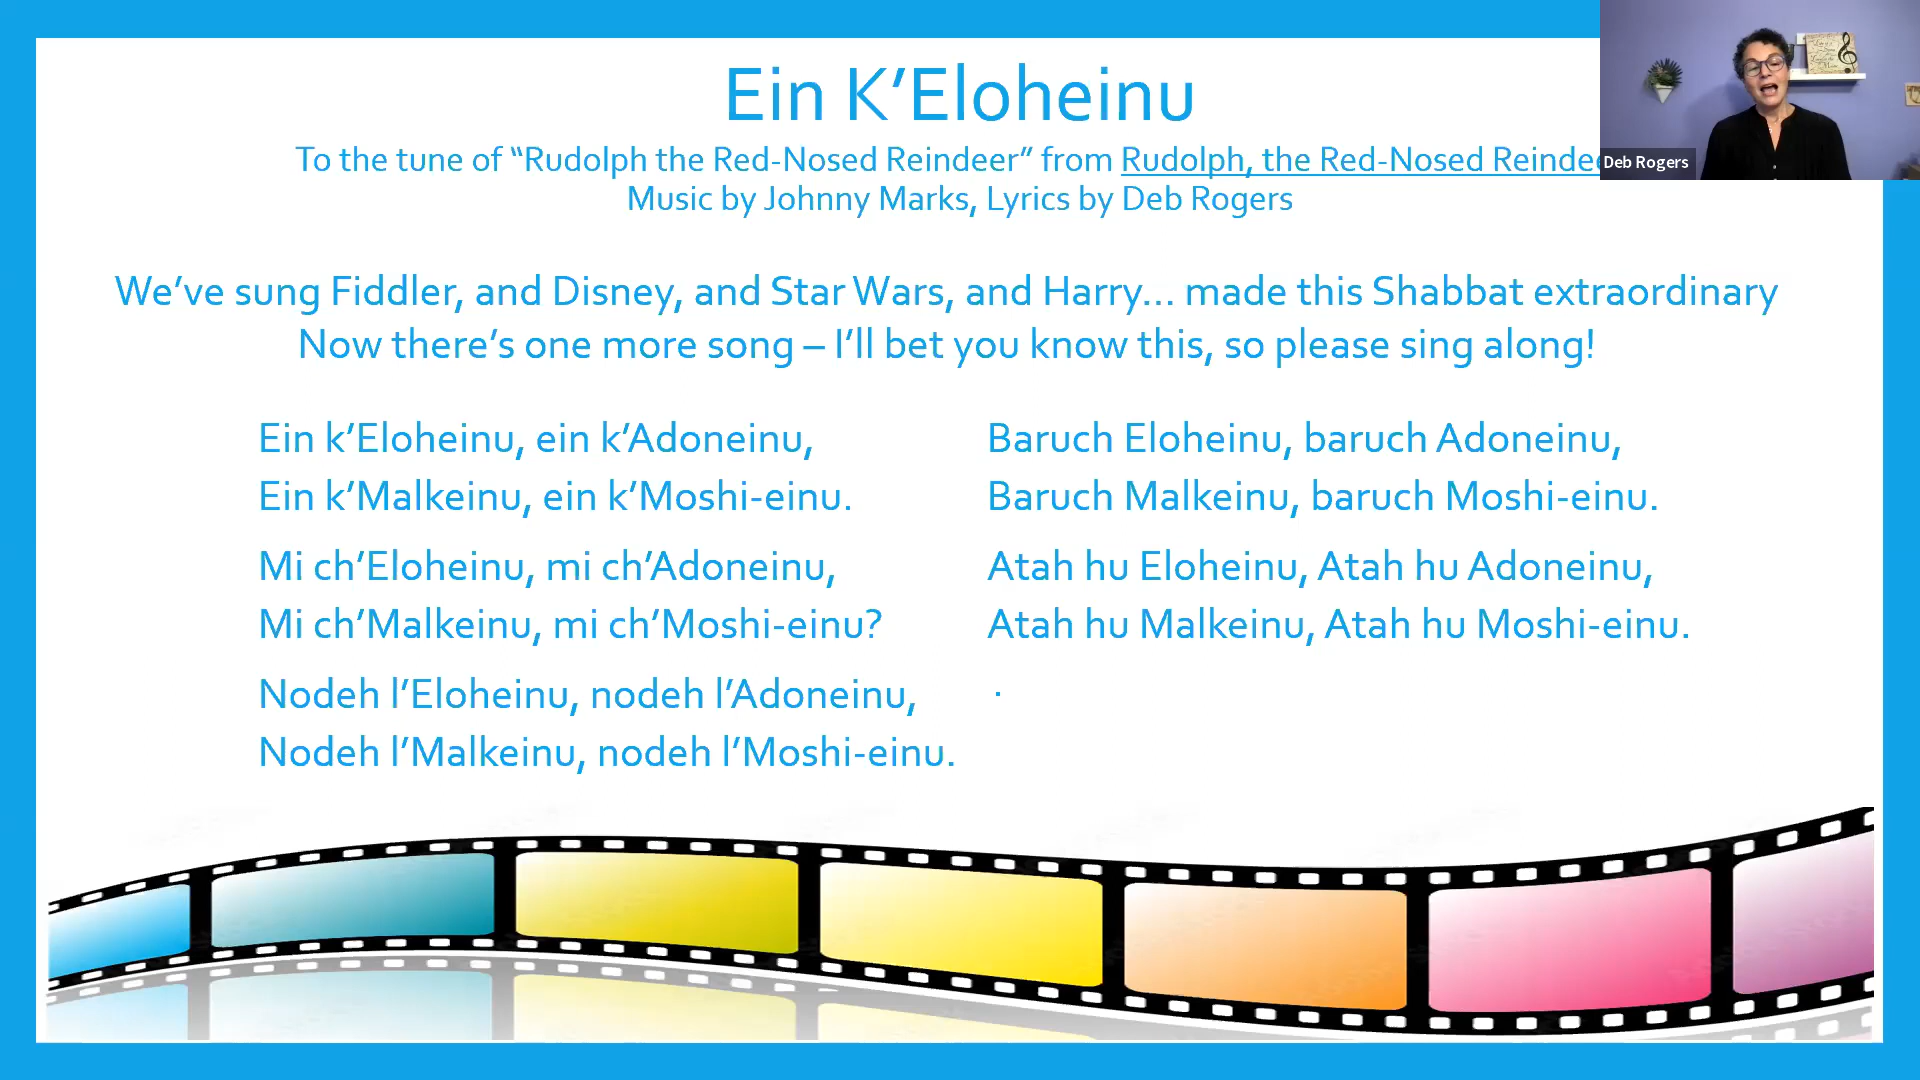 Ein K’Eloheinu
To the tune of “Rudolph the Red-Nosed Reindeer” from Rudolph, the Red-Nosed
Music by Johnny Marks, Lyrics by Deb Rogers
Deb Rogers
We’ve sung Fiddler, and Disney, and Star Wars, and Harry… made this Shabbat extraordinary
Now there’s one more song – I’ll bet you know this, so please sing along!
Ein k’Eloheinu, ein k’Adoneinu,
Ein k’Malkeinu, ein k’Moshi-einu.
Mi ch’Eloheinu, mi ch’Adoneinu,
Mi ch’Malkeinu, mi ch’Moshi-einu?
Nodeh l’Eloheinu, nodeh l’Adoneinu,
Nodeh l’Malkeinu, nodeh l’Moshi-einu.
Baruch Eloheinu, baruch Adoneinu,
Baruch Malkeinu, baruch Moshi-einu.
Atah hu Eloheinu, Atah hu Adoneinu,
Atah hu Malkeinu, Atah hu Moshi-einu.
.